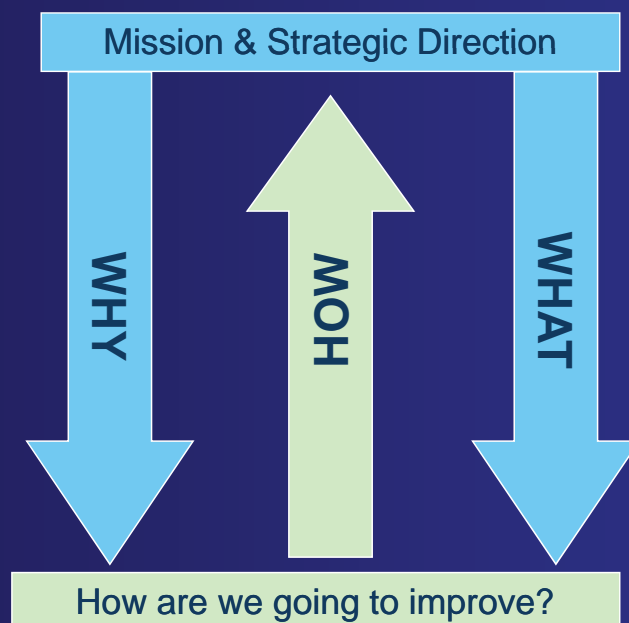 Mission & Strategic Direction
WHY
HOW
WHAT
How are we going to improve?